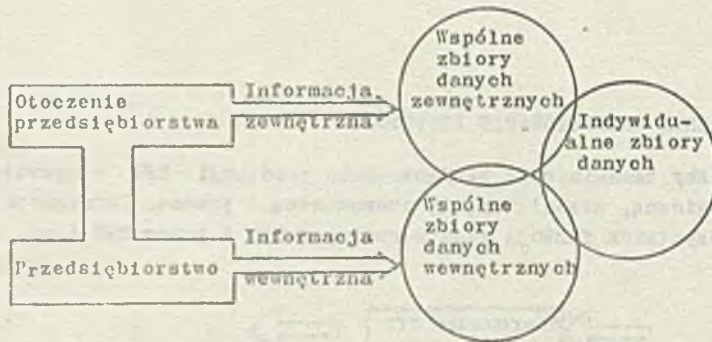 Otoczenie
przedsiębiorstwa
Informacja
zewnętrzna
Wspólne
zbiory
danych
zewnętrznych
Indywidu-
alne zbiory
danych
Przedsiębiorstwo
Informacja
wewnętrzna
Wspólne
zbiory
danych
wewnętrznych